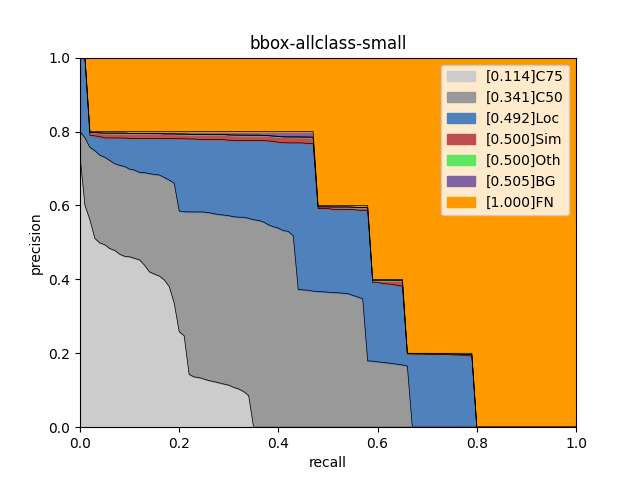 bbox-allclass-small
1.0
0.8
0.6
0.4
0.2
0.0
precision
[0.114]C75
[0.341]C50
[0.492]Loc
[0.500]Sim
[0.500]Oth
[0.505]BG
[1.000]FN
0.0 0.2 0.4 0.6 0.8 1.0
recall